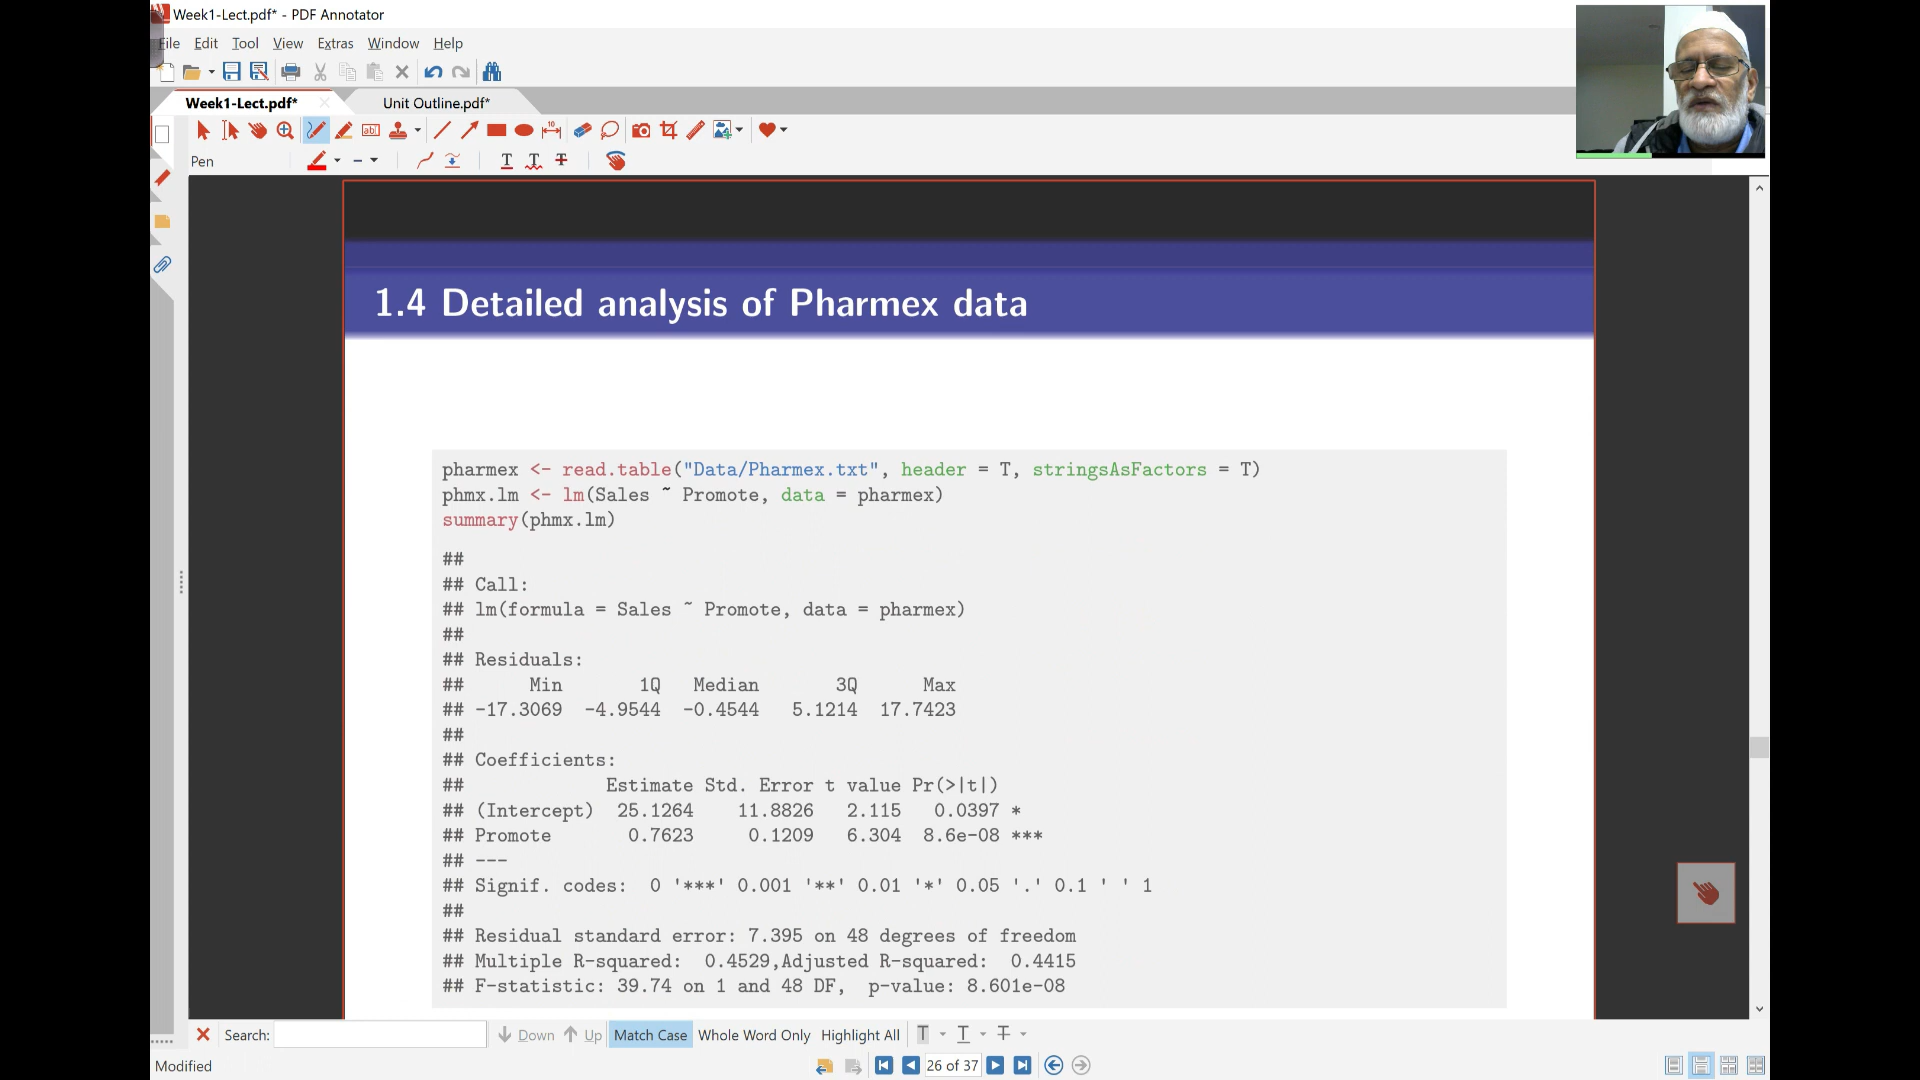 Week1-Lect.pdf* - PDF Annotator
File Edit Tool View Extras Window Help
Week1-Lect.pdf* Unit Outline.pdf*
Pen
1.4 Detailed analysis of Pharmex data
pharmex <- read.table("Data/Pharmex.txt", header = T, stringsAsFactors = T)
phmx.lm <- lm(Sales ~ Promote, data = pharmex)
summary(phmx.lm)
##
## Call:
## lm(formula = Sales ~ Promote, data = pharmex)
##
## Residuals:
## Min 1Q Median 3Q Max
## -17.3069 -4.9544 -0.4544 5.1214 17.7423
##
## Coefficients:
## Estimate Std. Error t value Pr(>|t|)
## (Intercept) 25.1264 11.8826 2.115 0.0397 *
## Promote 0.7623 0.1209 6.304 8.6e-08 ***
## ---
## Signif. codes: 0 '***' 0.001 '**' 0.01 '*' 0.05 '.' 0.1 ' ' 1
##
## Residual standard error: 7.395 on 48 degrees of freedom
## Multiple R-squared: 0.4529,Adjusted R-squared: 0.4415
## F-statistic: 39.74 on 1 and 48 DF, p-value: 8.601e-08
Search: Down Up Match Case Whole Word Only Highlight All
Modified 26 of 37